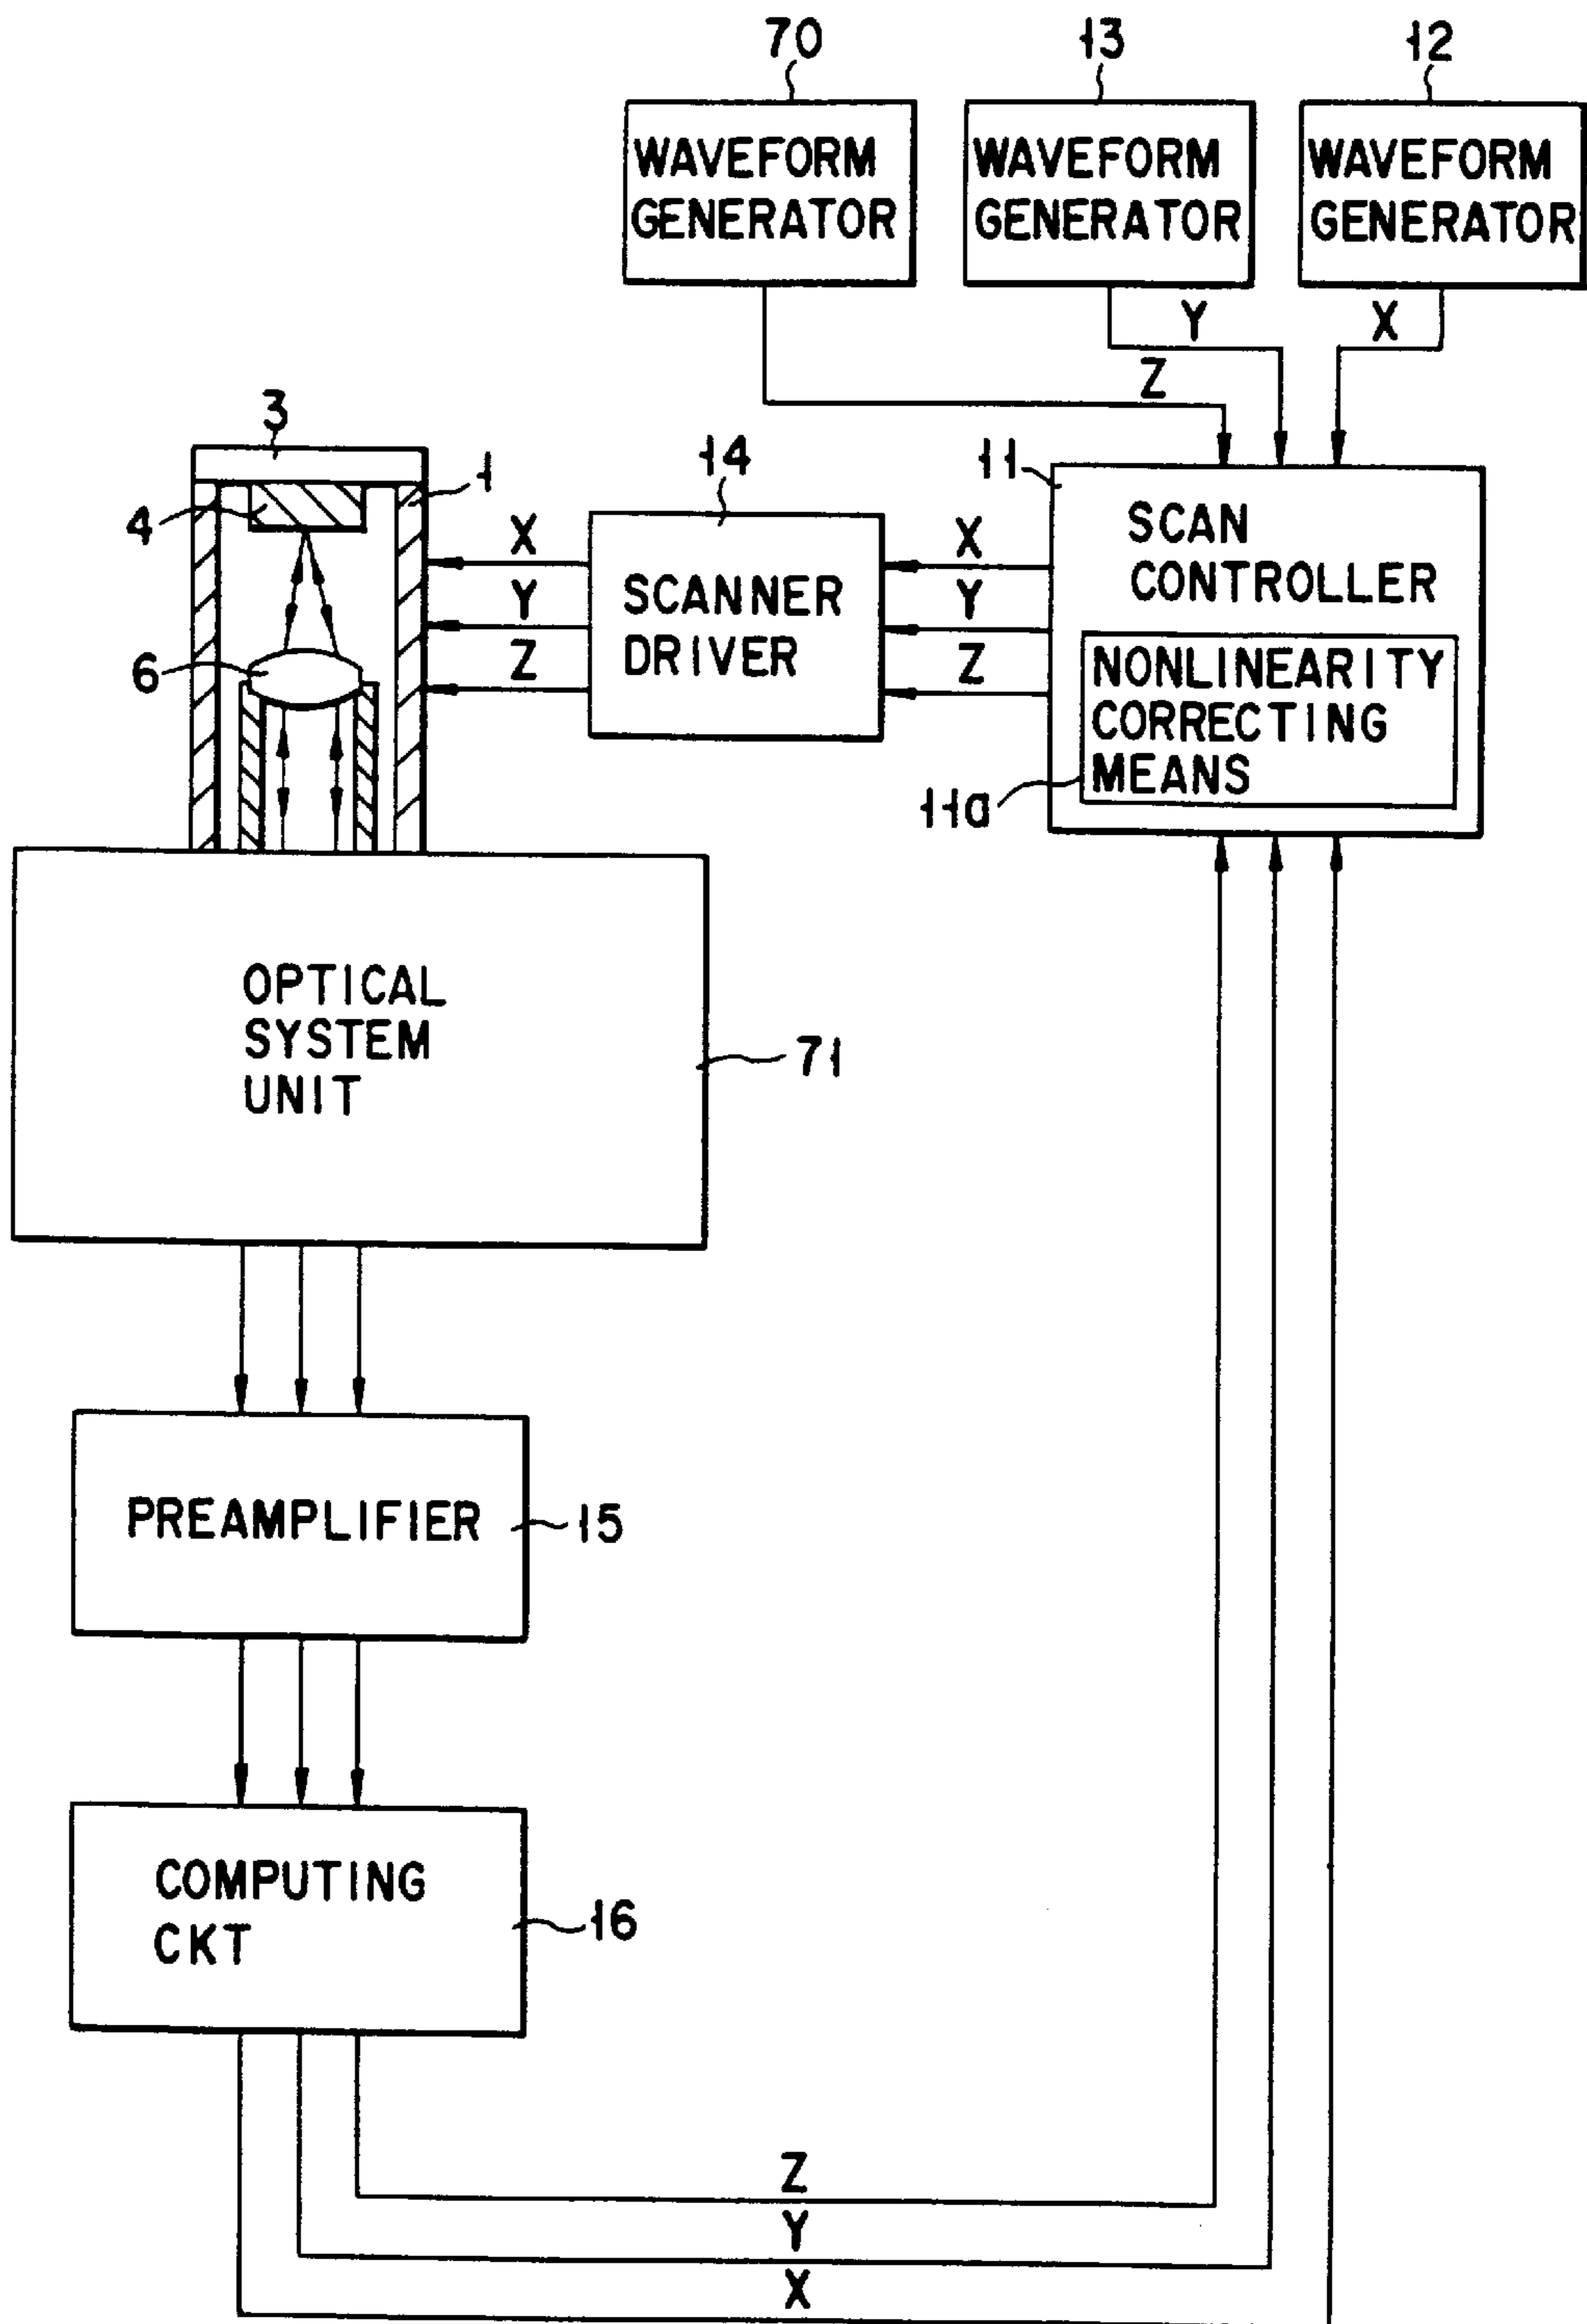 70
13
12
WAVEFORM
GENERATOR
WAVEFORM
GENERATOR
WAVEFORM
GENERATOR
Y
X
Z
3
1
14
11
4
X
X
SCAN
CONTROLLER
Y
Y
SCANNER
DRIVER
Z
Z
6
NONLINEARITY
CORRECTING
MEANS
11a
OPTICAL
SYSTEM
UNIT
71
PREAMPLIFIER
15
COMPUTING
CKT
16
Z
Y
X